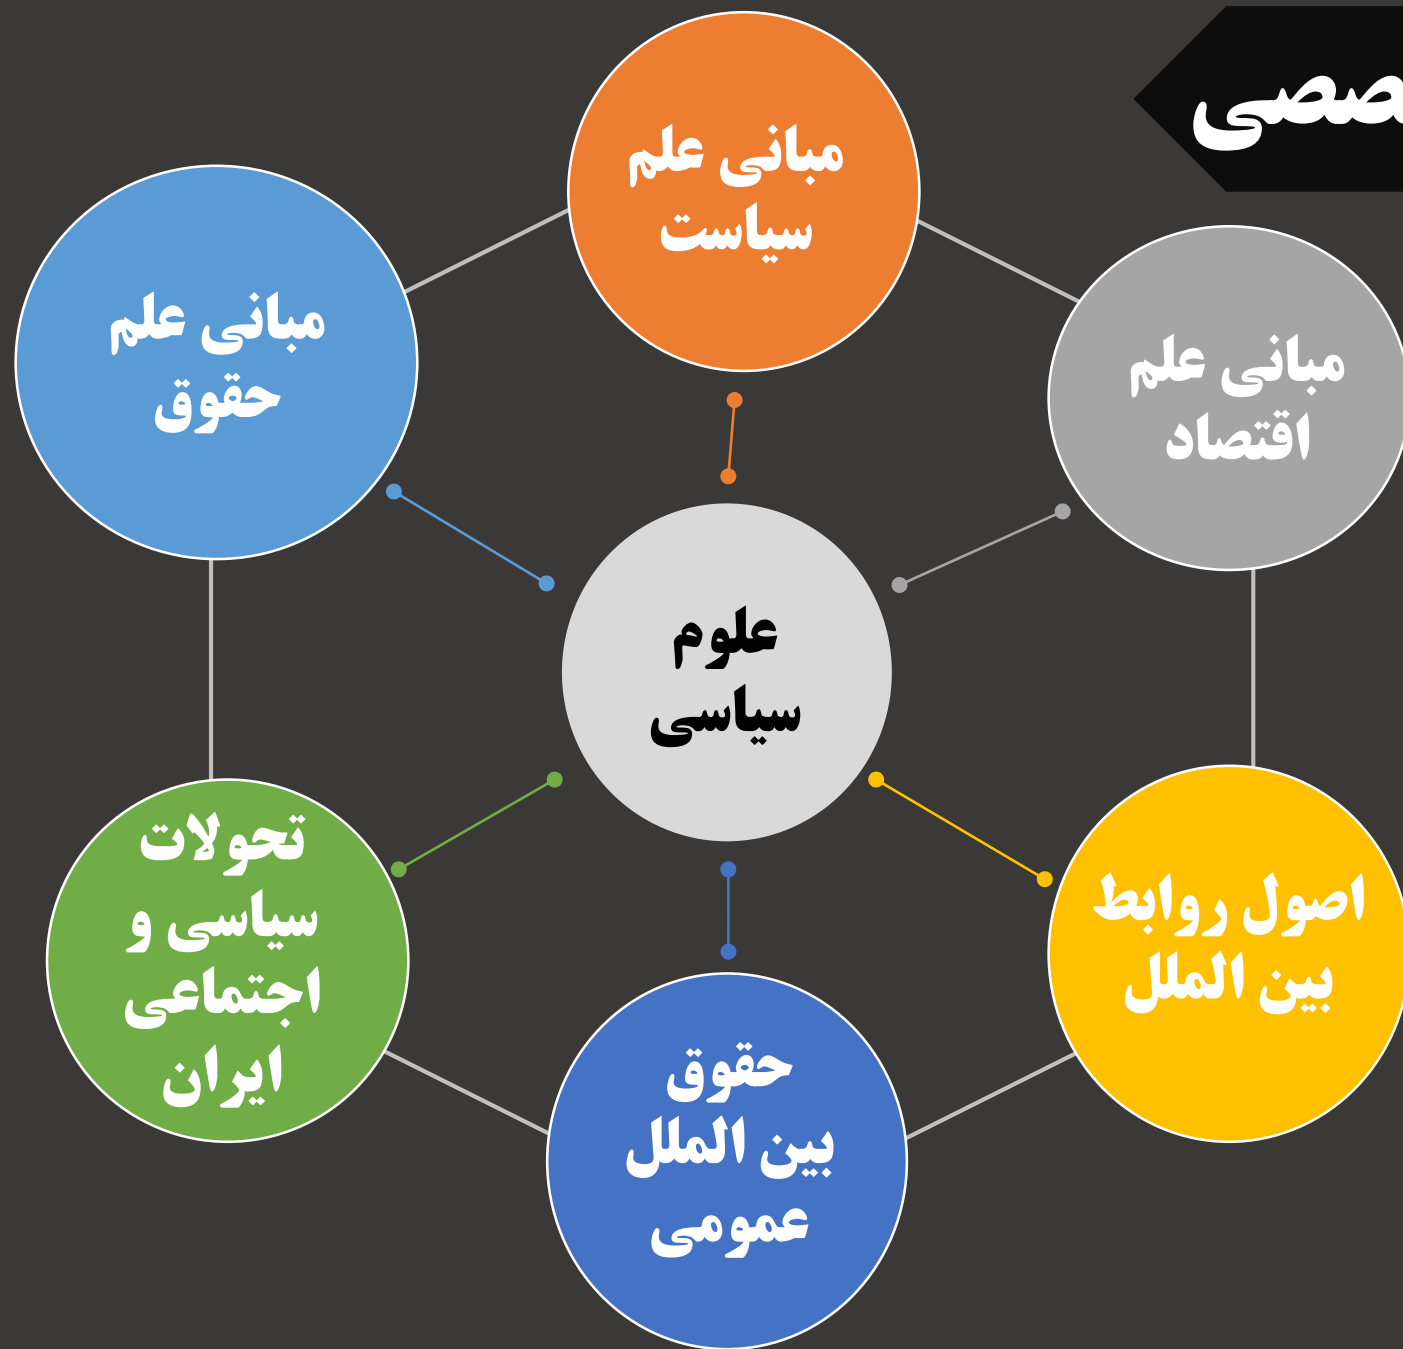 مبانی علم
سیاست
مبانی علم
اقتصاد
مبانی علم
حقوق
علوم
سیاسی
اصول روابط
بین الملل
تحولات
سیاسی و
اجتماعی
ایران
حقوق
بین الملل
عمومی